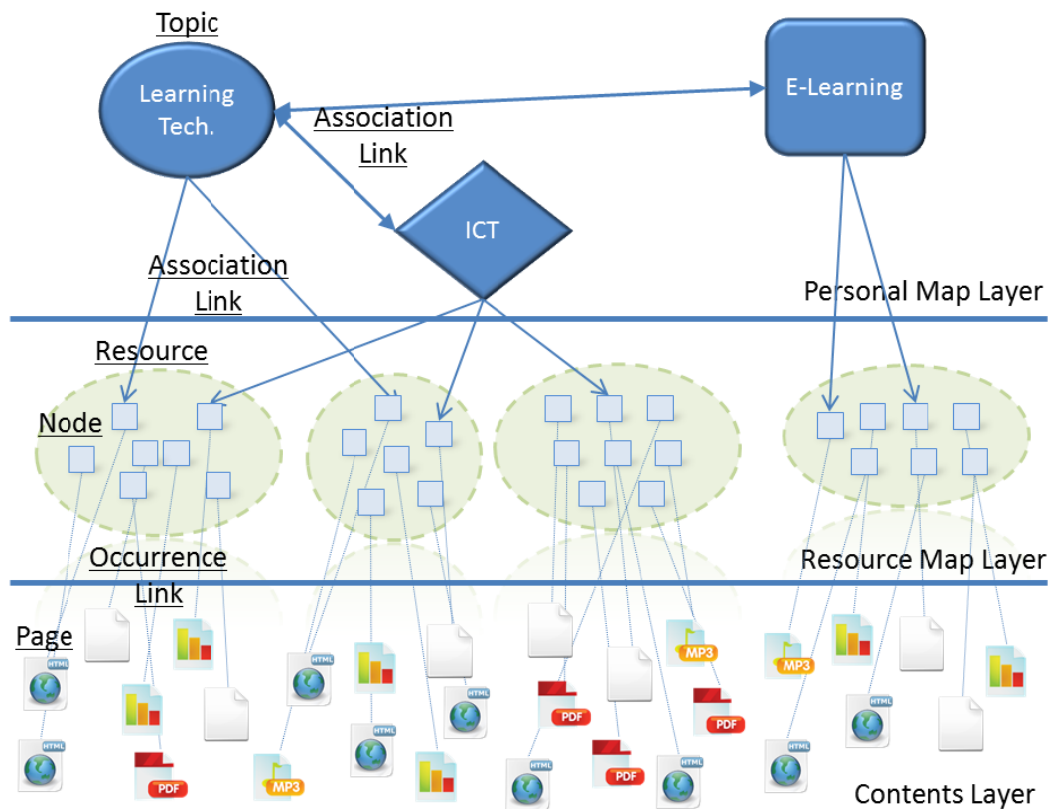 Topic
Learning
Tech.
E-Learning
Association
Link
ICT
Association
Link
Personal Map Layer
Resource
Node
Occurrence
Link
Resource Map Layer
Page
HTML
HTML
PDF
HTML
MP3
HTML
HTML
MP3
PDF
PDF
HTML
PDF
HTML
MP3
HTML
HTML
Contents Layer